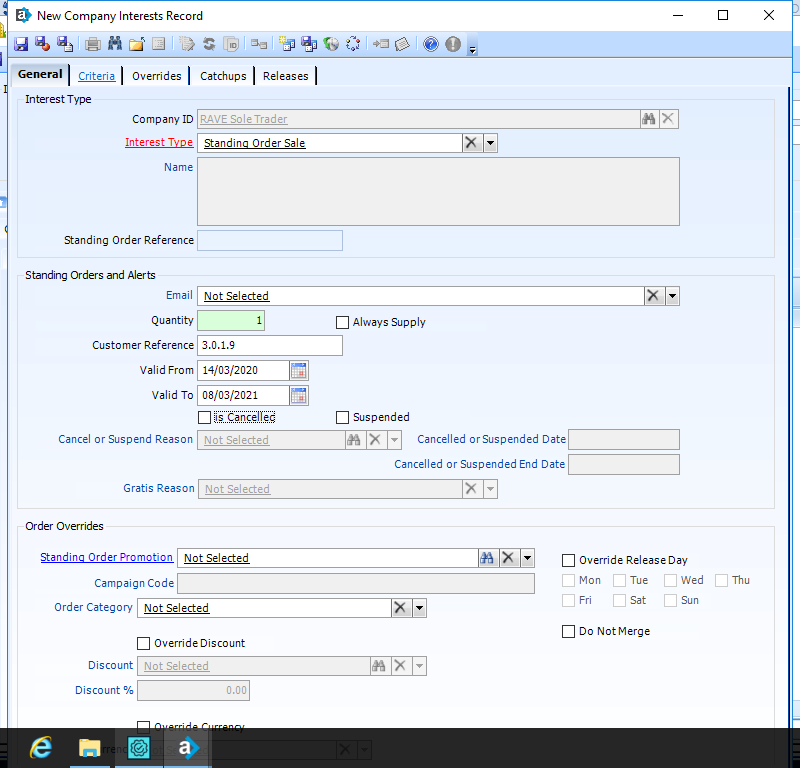 New Company Interests Record
General Criteria Overrides Catchups Releases
Interest Type
Company ID RAVE Sole Trader
Interest Type Standing Order Sale
Name
Standing Order Reference
Standing Orders and Alerts
Email Not Selected
Quantity 1 Always Supply
Customer Reference 3.0.1.9
Valid From 14/03/2020
Valid To 08/03/2021
is Cancelled Suspended
Cancel or Suspend Reason Not Selected Cancelled or Suspended Date
Cancelled or Suspended End Date
Gratis Reason Not Selected
Order Overrides
Standing Order Promotion Not Selected Override Release Day
Campaign Code Mon Tue Wed Thu
Order Category Not Selected Fri Sat Sun
Do Not Merge
Override Discount
Discount Not Selected
Discount % 0.00
Override Currency